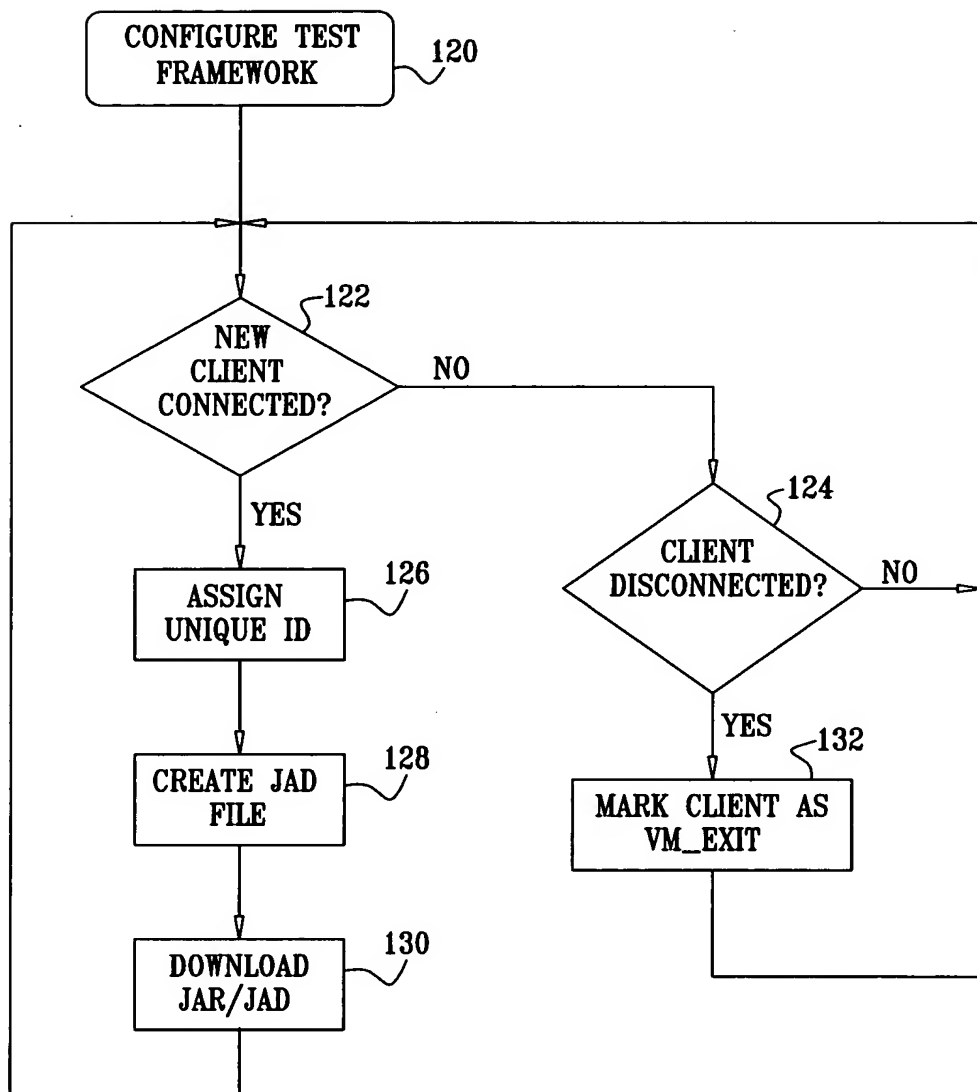 CONFIGURE TEST
FRAMEWORK
120
122
NEW
CLIENT
CONNECTED?
NO
YES
124
CLIENT
DISCONNECTED?
NO
126
ASSIGN
UNIQUE ID
YES
132
128
CREATE JAD
FILE
MARK CLIENT AS
VM_EXIT
130
DOWNLOAD
JAR/JAD